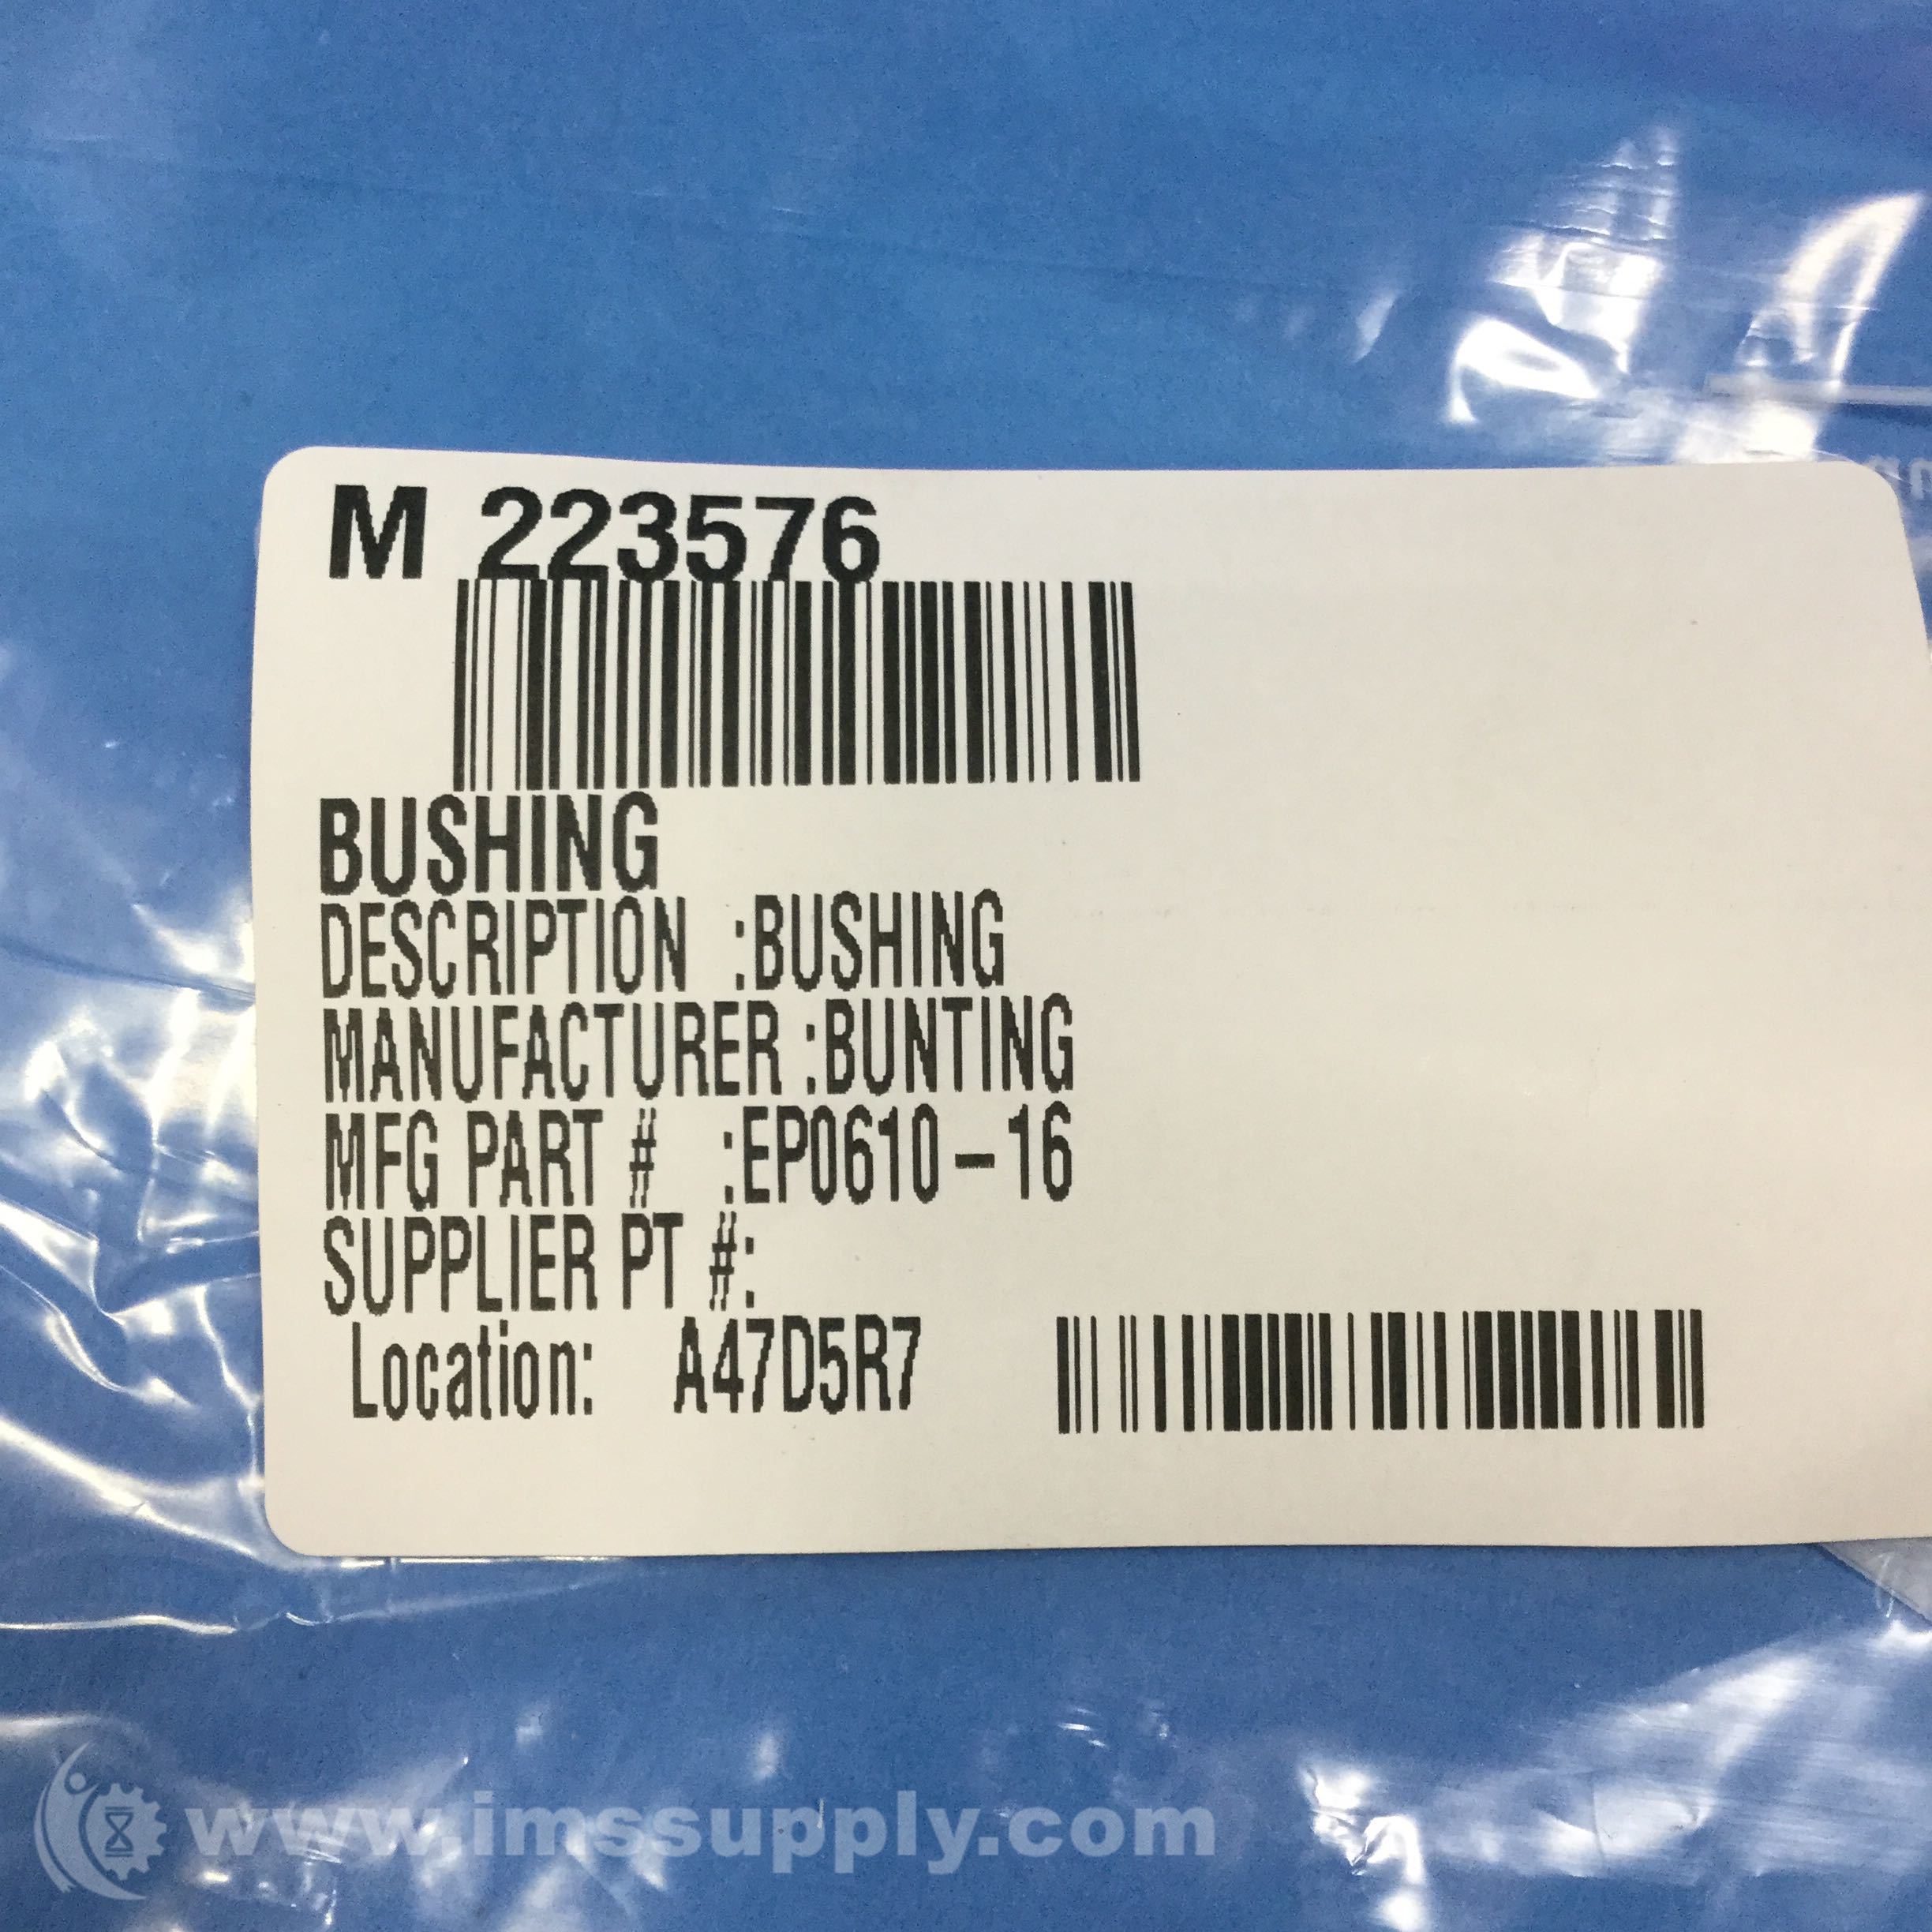 M 223576
BUSHING
DESCRIPTION :BUSHING
MANUFACTURER :BUNTING
MFG PART # :EP0610-16
SUPPLIER PT #:
Location: A47D5R7
www.imssupply.com